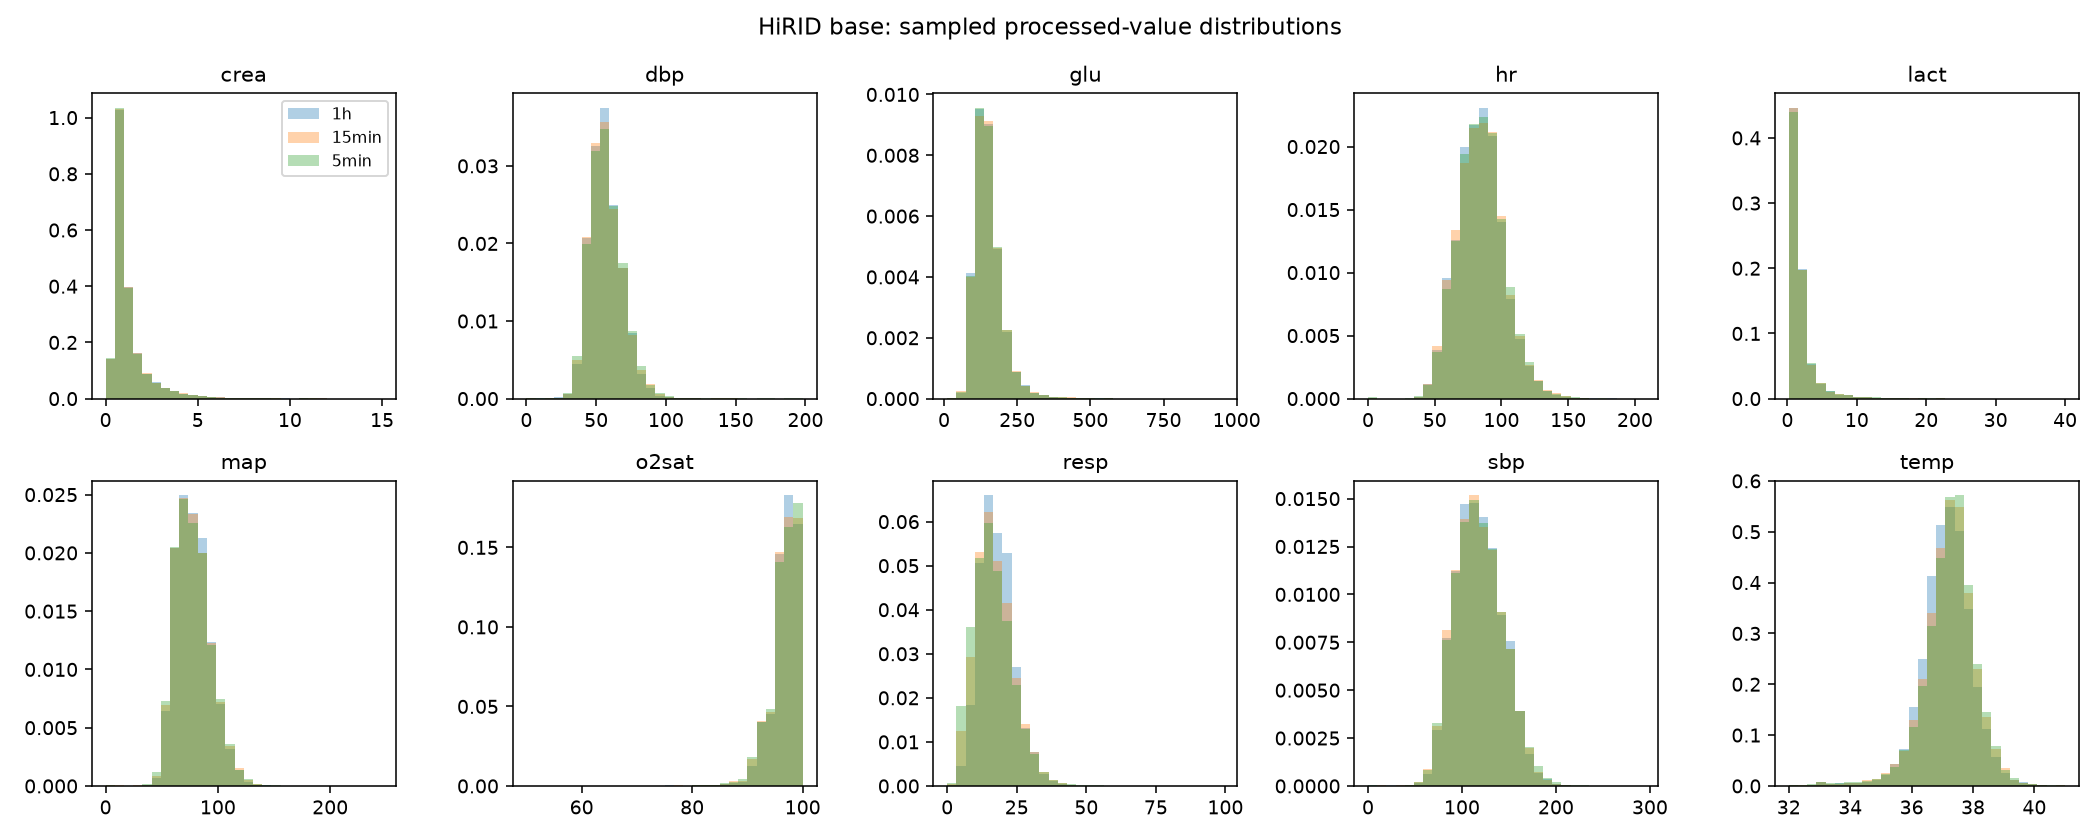 HiRID base: sampled processed-value distributions
crea
1.0
0.8
0.6
0.4
0.2
0.0
0 5 10 15
1h
15min
5min
dbp
0.03
0.02
0.01
0.00
0 50 100 150 200
glu
0.010
0.008
0.006
0.004
0.002
0.000
0 250 500 750 1000
hr
0.020
0.015
0.010
0.005
0.000
0 50 100 150 200
lact
0.4
0.3
0.2
0.1
0.0
0 10 20 30 40
map
0.025
0.020
0.015
0.010
0.005
0.000
0 100 200
o2sat
0.15
0.10
0.05
0.00
60 80 100
resp
0.06
0.05
0.04
0.03
0.02
0.01
0.00
0 25 50 75 100
sbp
0.0150
0.0125
0.0100
0.0075
0.0050
0.0025
0.0000
0 100 200 300
temp
0.6
0.5
0.4
0.3
0.2
0.1
0.0
32 34 36 38 40